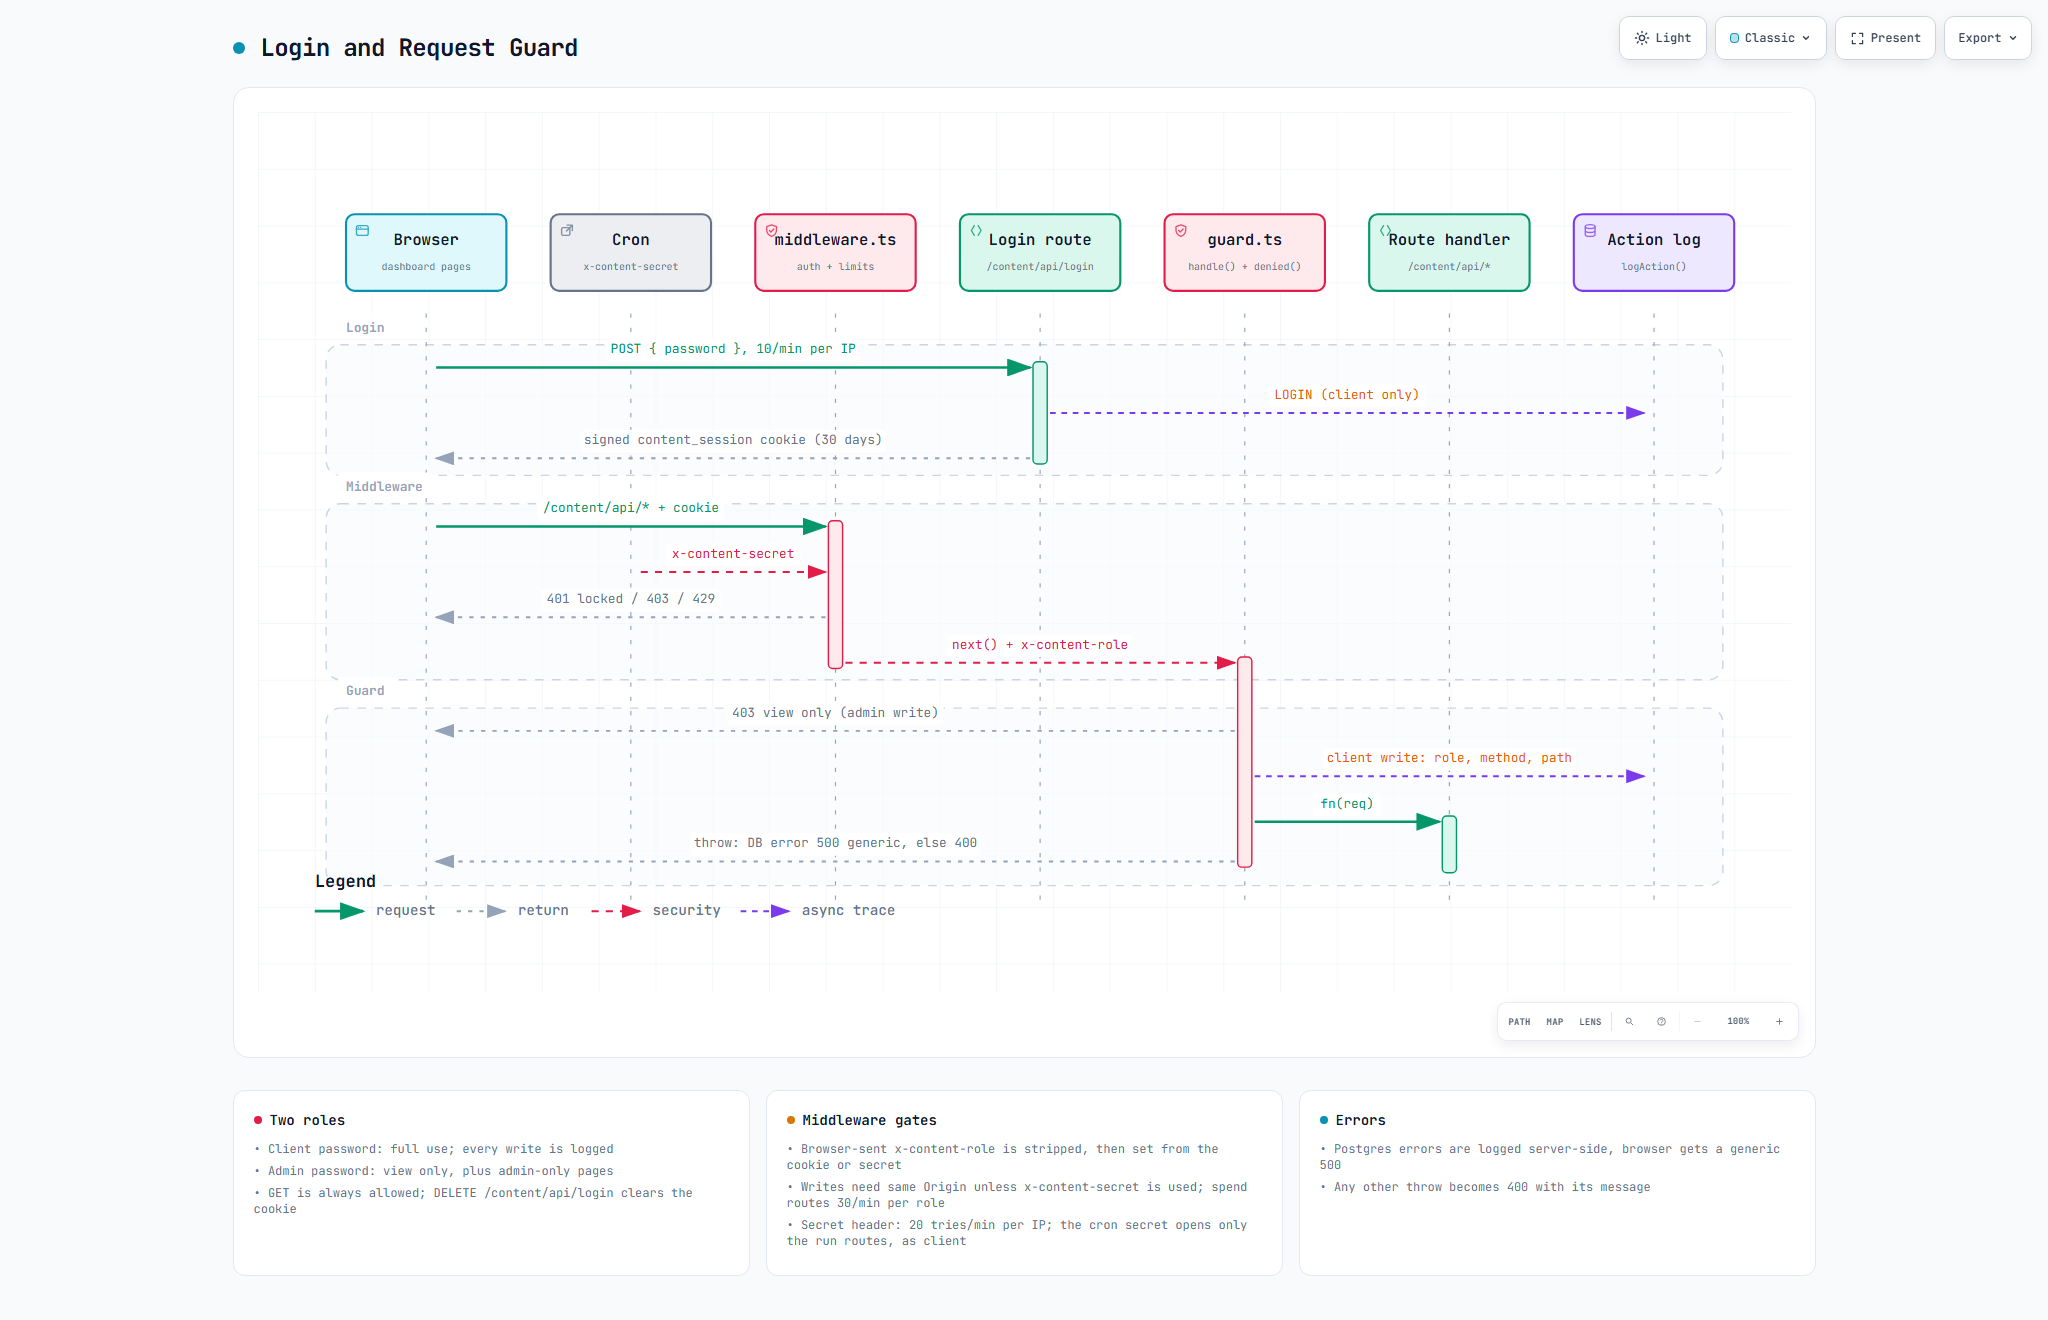 Login and Request Guard
Light
Classic
Present
Export
Browser
dashboard pages
Cron
x-content-secret
middleware.ts
auth + limits
Login route
/content/api/login
guard.ts
handle() + denied()
Route handler
/content/api/*
Action log
logAction()
Login
POST { password }, 10/min per IP
LOGIN (client only)
signed content_session cookie (30 days)
Middleware
/content/api/* + cookie
x-content-secret
401 locked / 403 / 429
next() + x-content-role
Guard
403 view only (admin write)
client write: role, method, path
fn(req)
throw: DB error 500 generic, else 400
Legend
request
return
security
async trace
PATH
MAP
LENS
100%
Two roles
• Client password: full use; every write is logged
• Admin password: view only, plus admin-only pages
• GET is always allowed; DELETE /content/api/login clears the
cookie
Middleware gates
• Browser-sent x-content-role is stripped, then set from the
cookie or secret
• Writes need same Origin unless x-content-secret is used; spend
routes 30/min per role
• Secret header: 20 tries/min per IP; the cron secret opens only
the run routes, as client
Errors
• Postgres errors are logged server-side, browser gets a generic
500
• Any other throw becomes 400 with its message